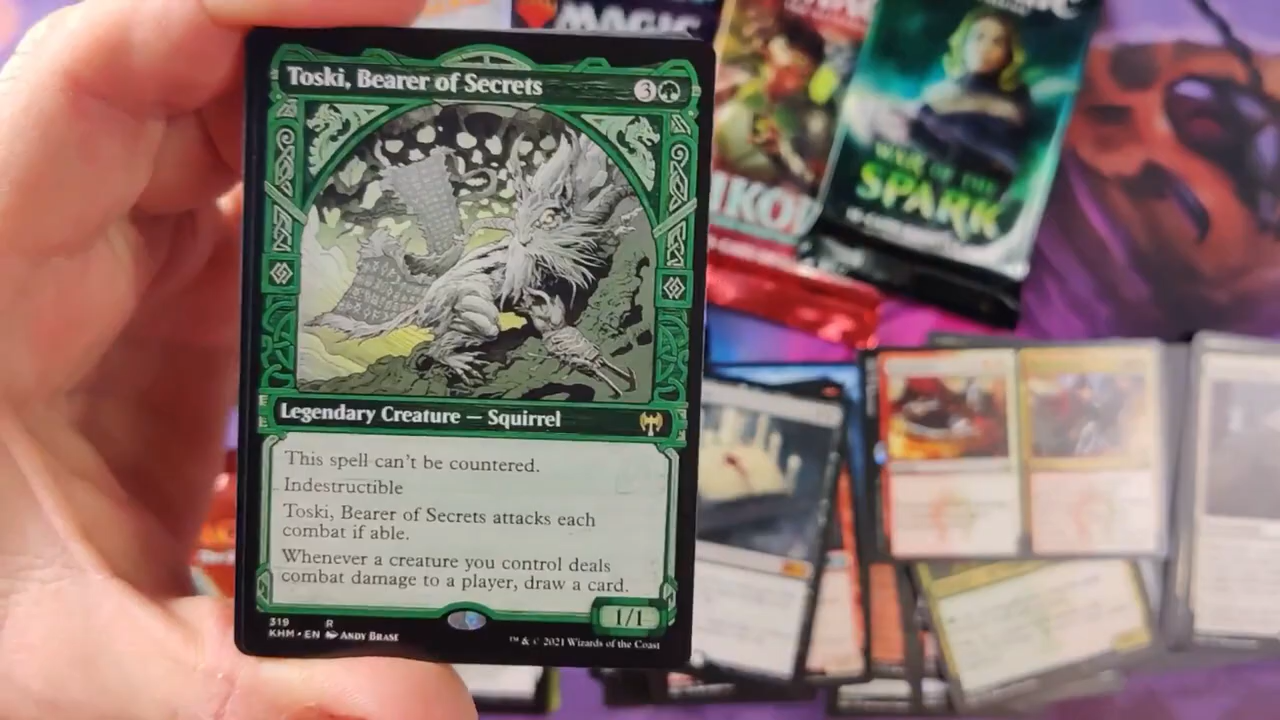 MAGIC
Toski, Bearer of Secrets
3
Legendary Creature — Squirrel
This spell can't be countered.
Indestructible
Toski, Bearer of Secrets attacks each
combat if able.
Whenever a creature you control deals
combat damage to a player, draw a card.
1/1
319 R
KHM • EN ANDY BRASE
™ & © 2021 Wizards of the Coast
IKO
WAR OF THE
SPARK